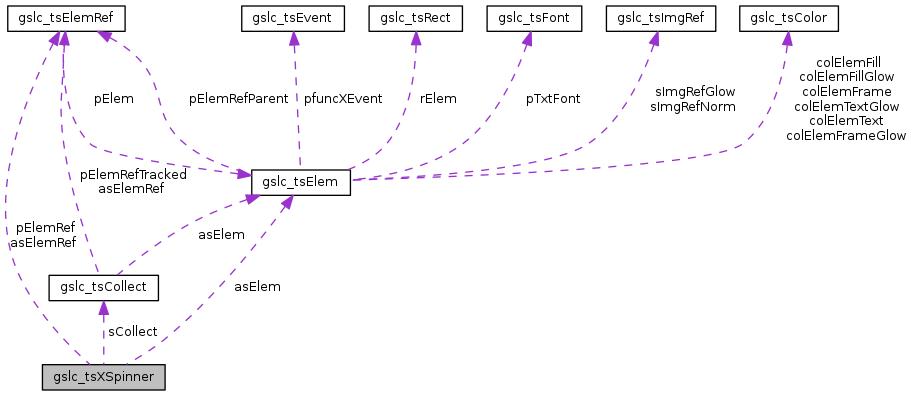 gslc_tsElemRef
gslc_tsEvent
gslc_tsRect
gslc_tsFont
gslc_tsImgRef
gslc_tsColor
pElem
pElemRefParent
pfuncXEvent
rElem
pTxtFont
sImgRefGlow
sImgRefNorm
colElemFill
colElemFillGlow
colElemFrame
colElemTextGlow
colElemText
colElemFrameGlow
pElemRefTracked
asElemRef
gslc_tsElem
pElemRef
asElemRef
asElem
gslc_tsCollect
asElem
sCollect
gslc_tsXSpinner